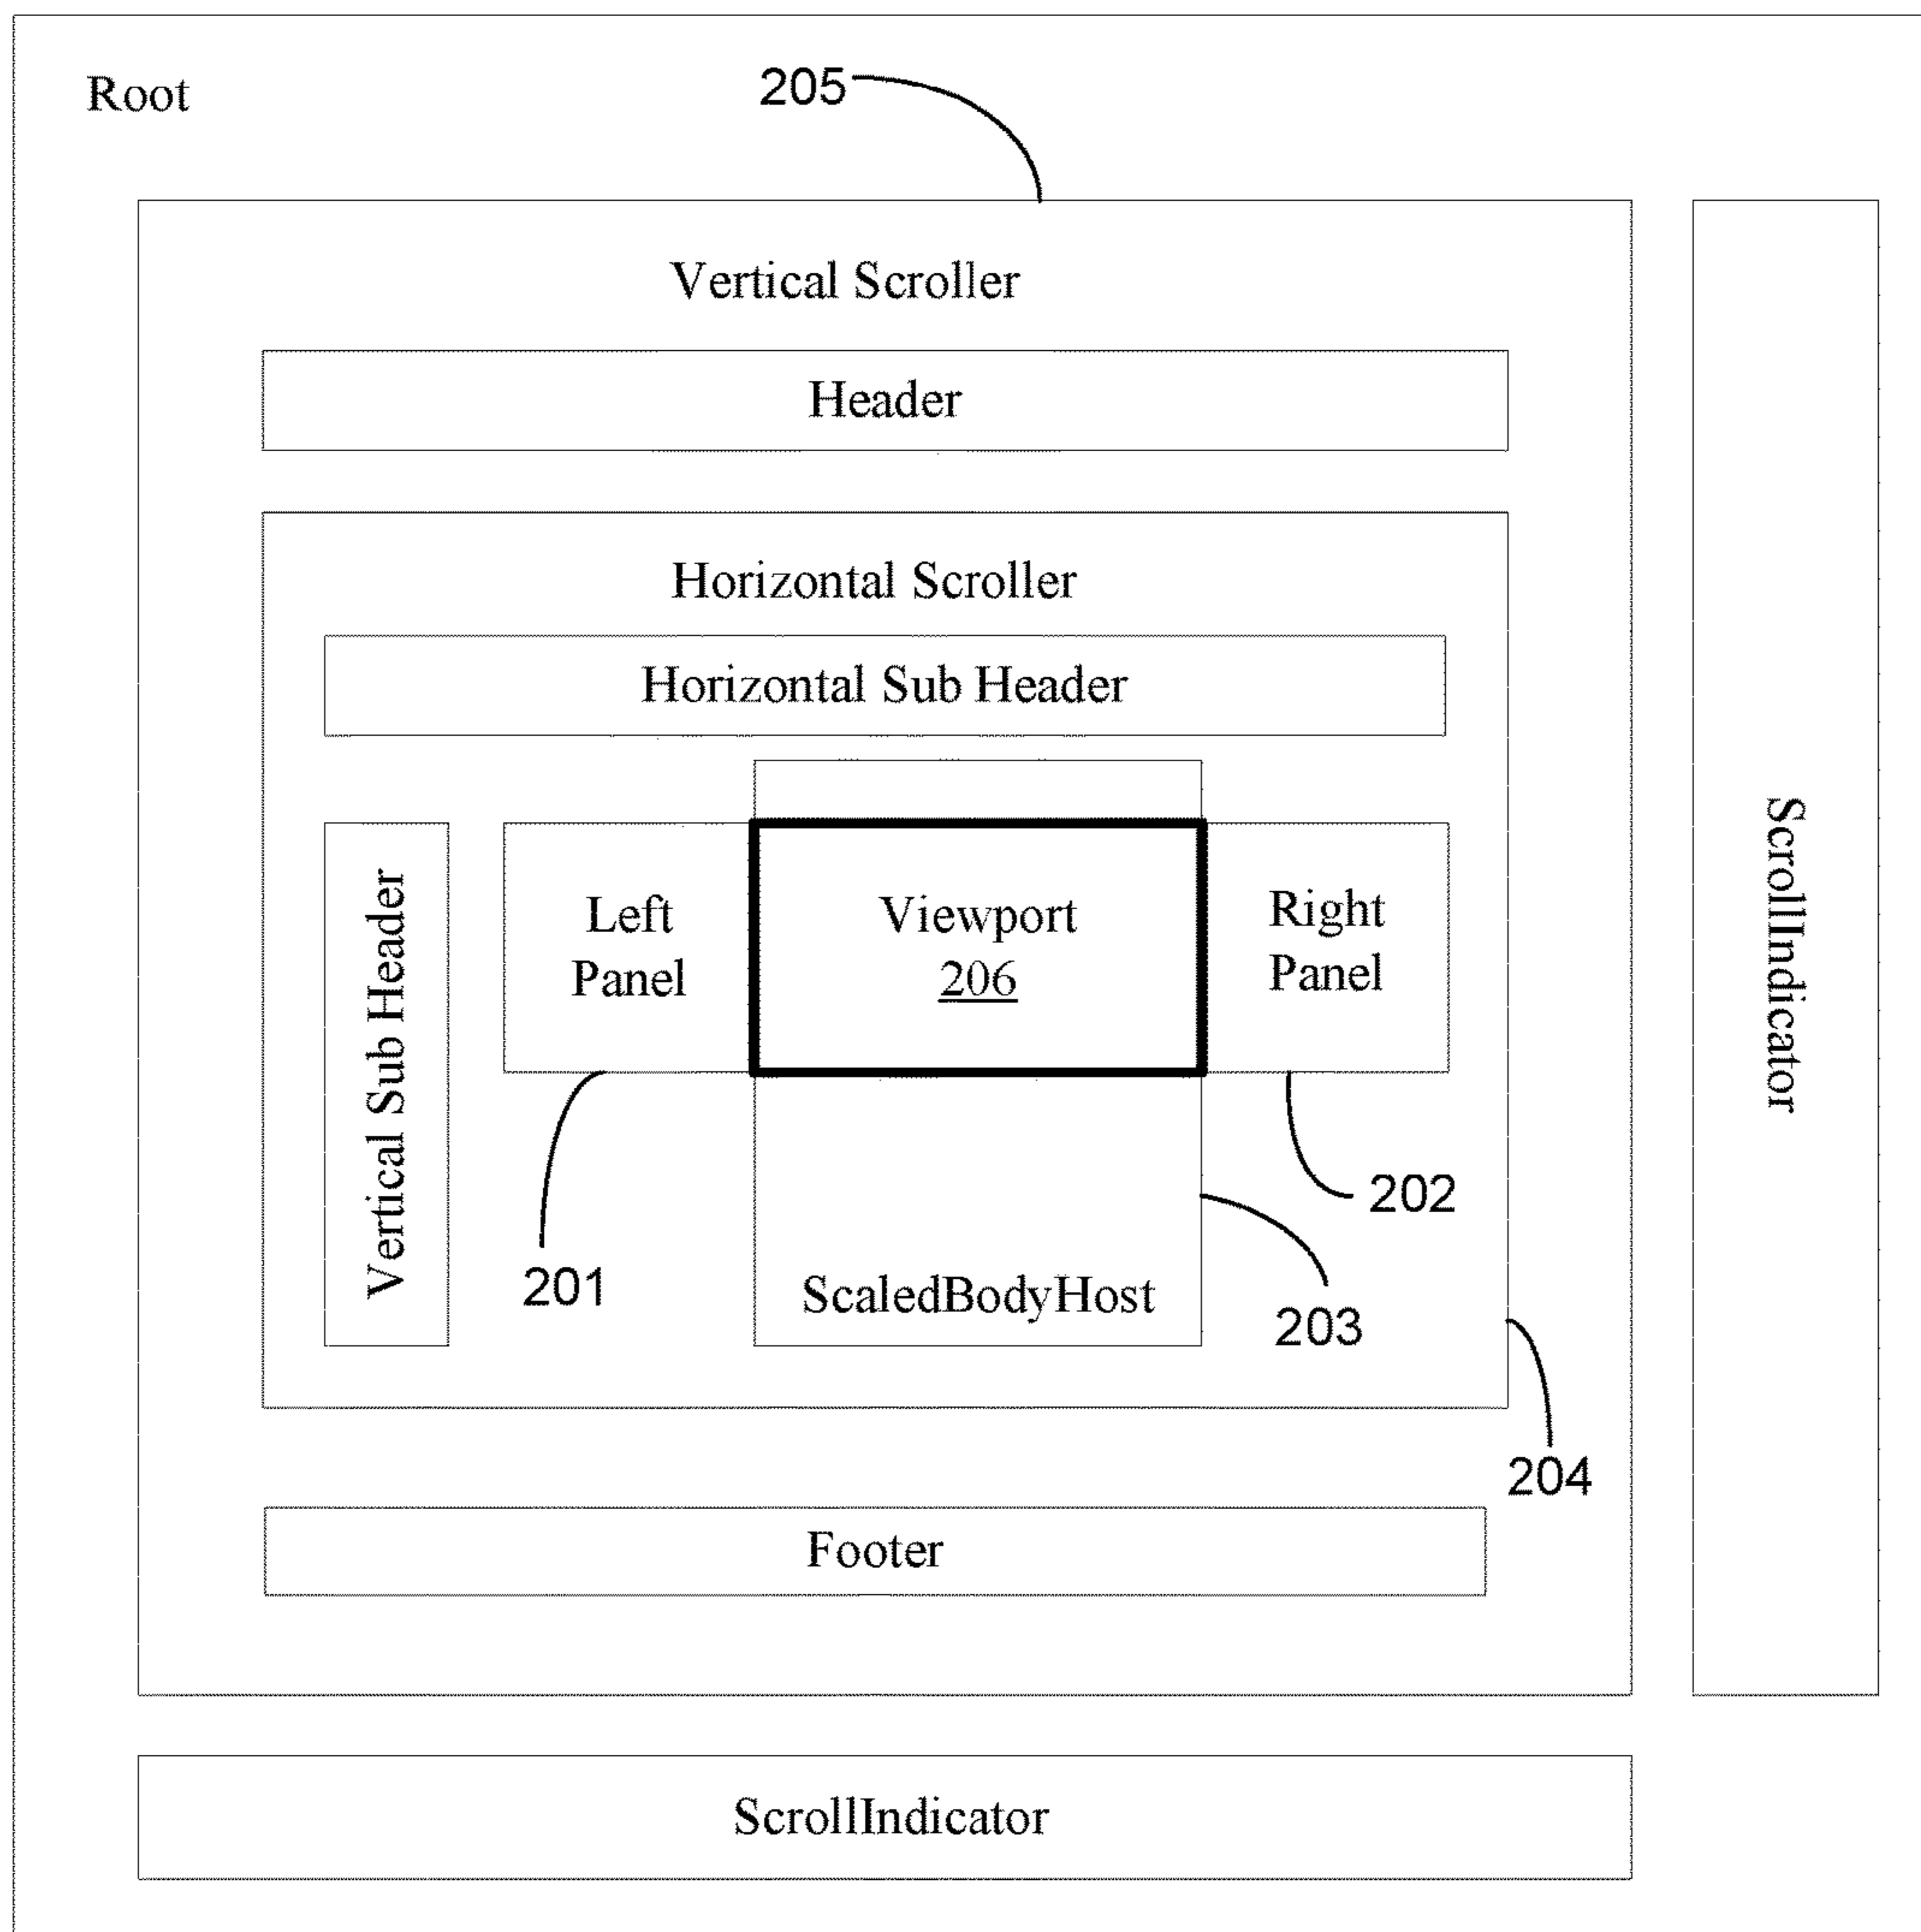 Root
205
Vertical Scroller
Header
Horizontal Scroller
Horizontal Sub Header
Vertical Sub Header
Left
Panel
Viewport
206
Right
Panel
ScrollIndicator
201
202
ScaledBodyHost
203
204
Footer
ScrollIndicator